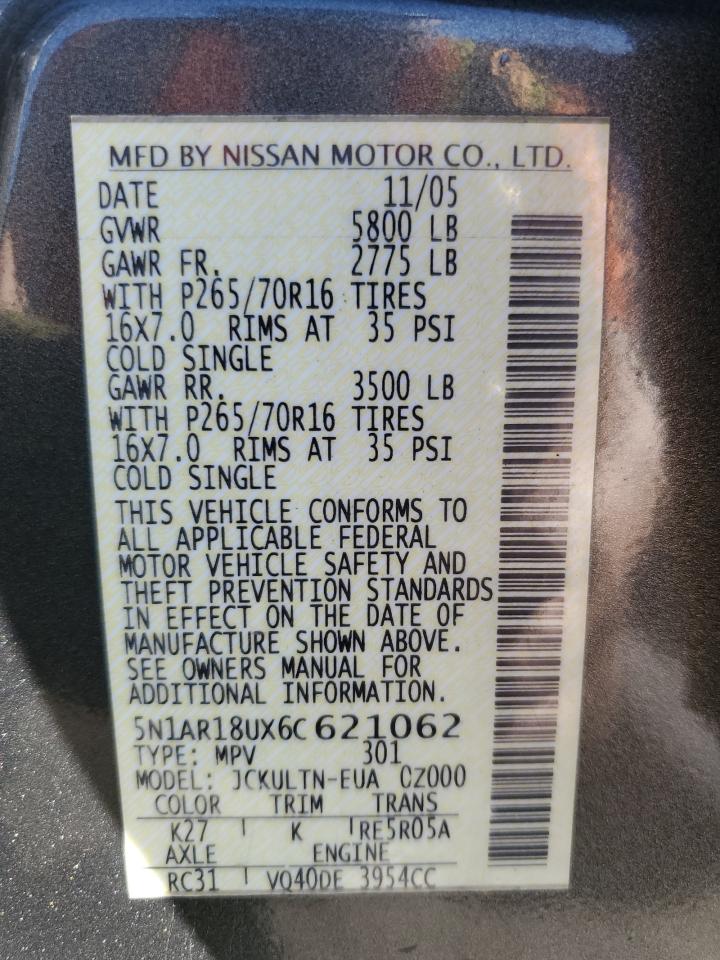 MFD BY NISSAN MOTOR CO., LTD.
DATE 11/05
GVWR 5800 LB
GAWR FR. 2775 LB
WITH P265/70R16 TIRES
16X7.0 RIMS AT 35 PSI
COLD SINGLE
GAWR RR. 3500 LB
WITH P265/70R16 TIRES
16X7.0 RIMS AT 35 PSI
COLD SINGLE
THIS VEHICLE CONFORMS TO
ALL APPLICABLE FEDERAL
MOTOR VEHICLE SAFETY AND
THEFT PREVENTION STANDARDS
IN EFFECT ON THE DATE OF
MANUFACTURE SHOWN ABOVE.
SEE OWNERS MANUAL FOR
ADDITIONAL INFORMATION.
5N1AR18UX6C 621062
TYPE: MPV 301
MODEL: JCKULTN-EUA CZ000
COLOR TRIM TRANS
K27 K RE5R05A
AXLE ENGINE
RC31 VQ40DE 3954CC